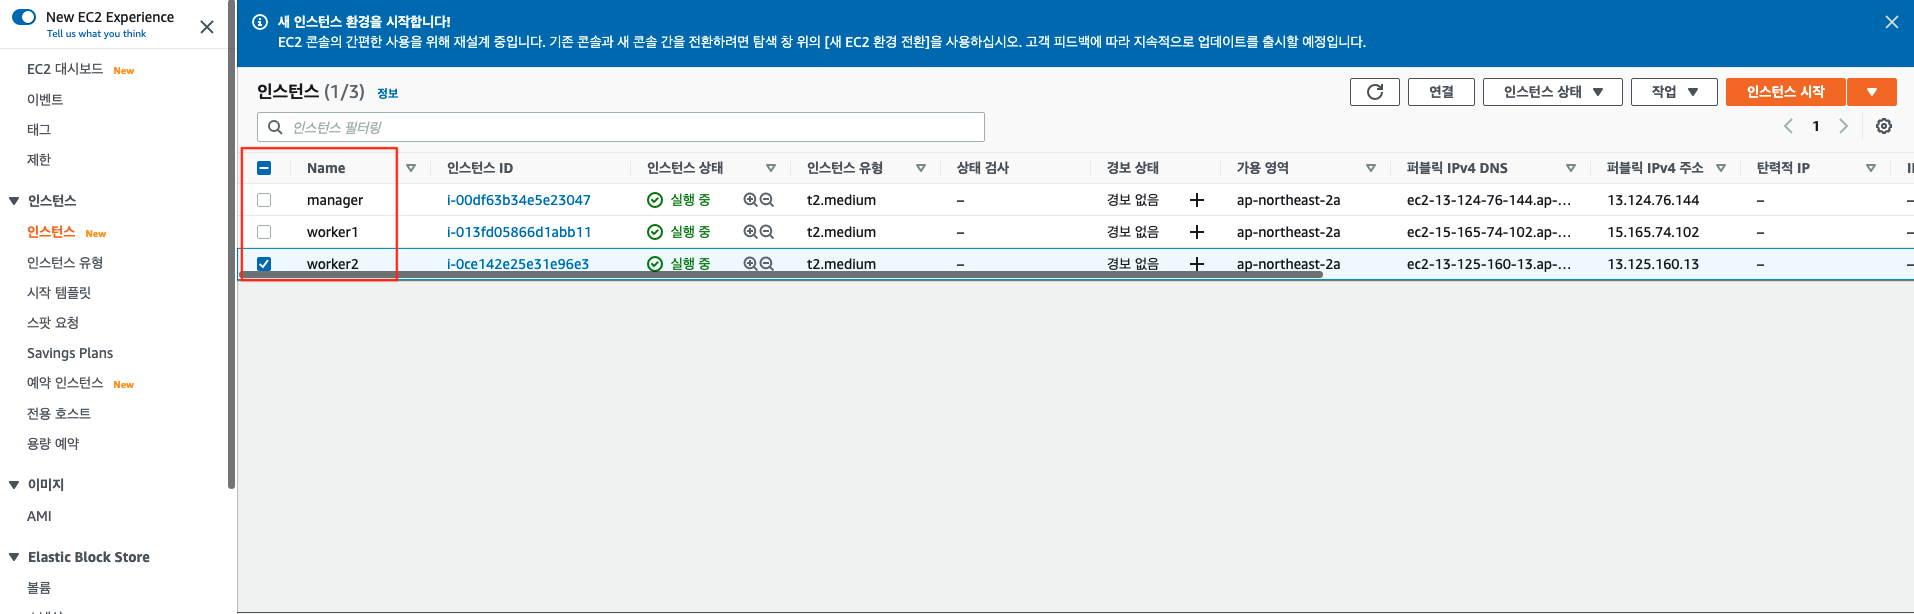 New EC2 Experience
Tell us what you think
EC2 대시보드 New
이벤트
태그
제한
인스턴스
인스턴스 New
인스턴스 유형
시작 템플릿
스팟 요청
Savings Plans
예약 인스턴스 New
전용 호스트
용량 예약
이미지
AMI
Elastic Block Store
볼륨
새 인스턴스 환경을 시작합니다!
EC2 콘솔의 간편한 사용을 위해 재설계 중입니다. 기존 콘솔과 새 콘솔 간을 전환하려면 탐색 창 위의 [새 EC2 환경 전환]을 사용하십시오. 고객 피드백에 따라 지속적으로 업데이트를 출시할 예정입니다.
인스턴스 (1/3) 정보
연결 인스턴스 상태 작업 인스턴스 시작
인스턴스 필터링
1
Name 인스턴스 ID 인스턴스 상태 인스턴스 유형 상태 검사 경보 상태 가용 영역 퍼블릭 IPv4 DNS 퍼블릭 IPv4 주소 탄력적 IP
manager i-00df63b34e5e23047 실행 중 t2.medium – 경보 없음 + ap-northeast-2a ec2-13-124-76-144.ap-... 13.124.76.144 – –
worker1 i-013fd05866d1abb11 실행 중 t2.medium – 경보 없음 + ap-northeast-2a ec2-15-165-74-102.ap-... 15.165.74.102 – –
worker2 i-0ce142e25e31e96e3 실행 중 t2.medium – 경보 없음 + ap-northeast-2a ec2-13-125-160-13.ap-... 13.125.160.13 – –